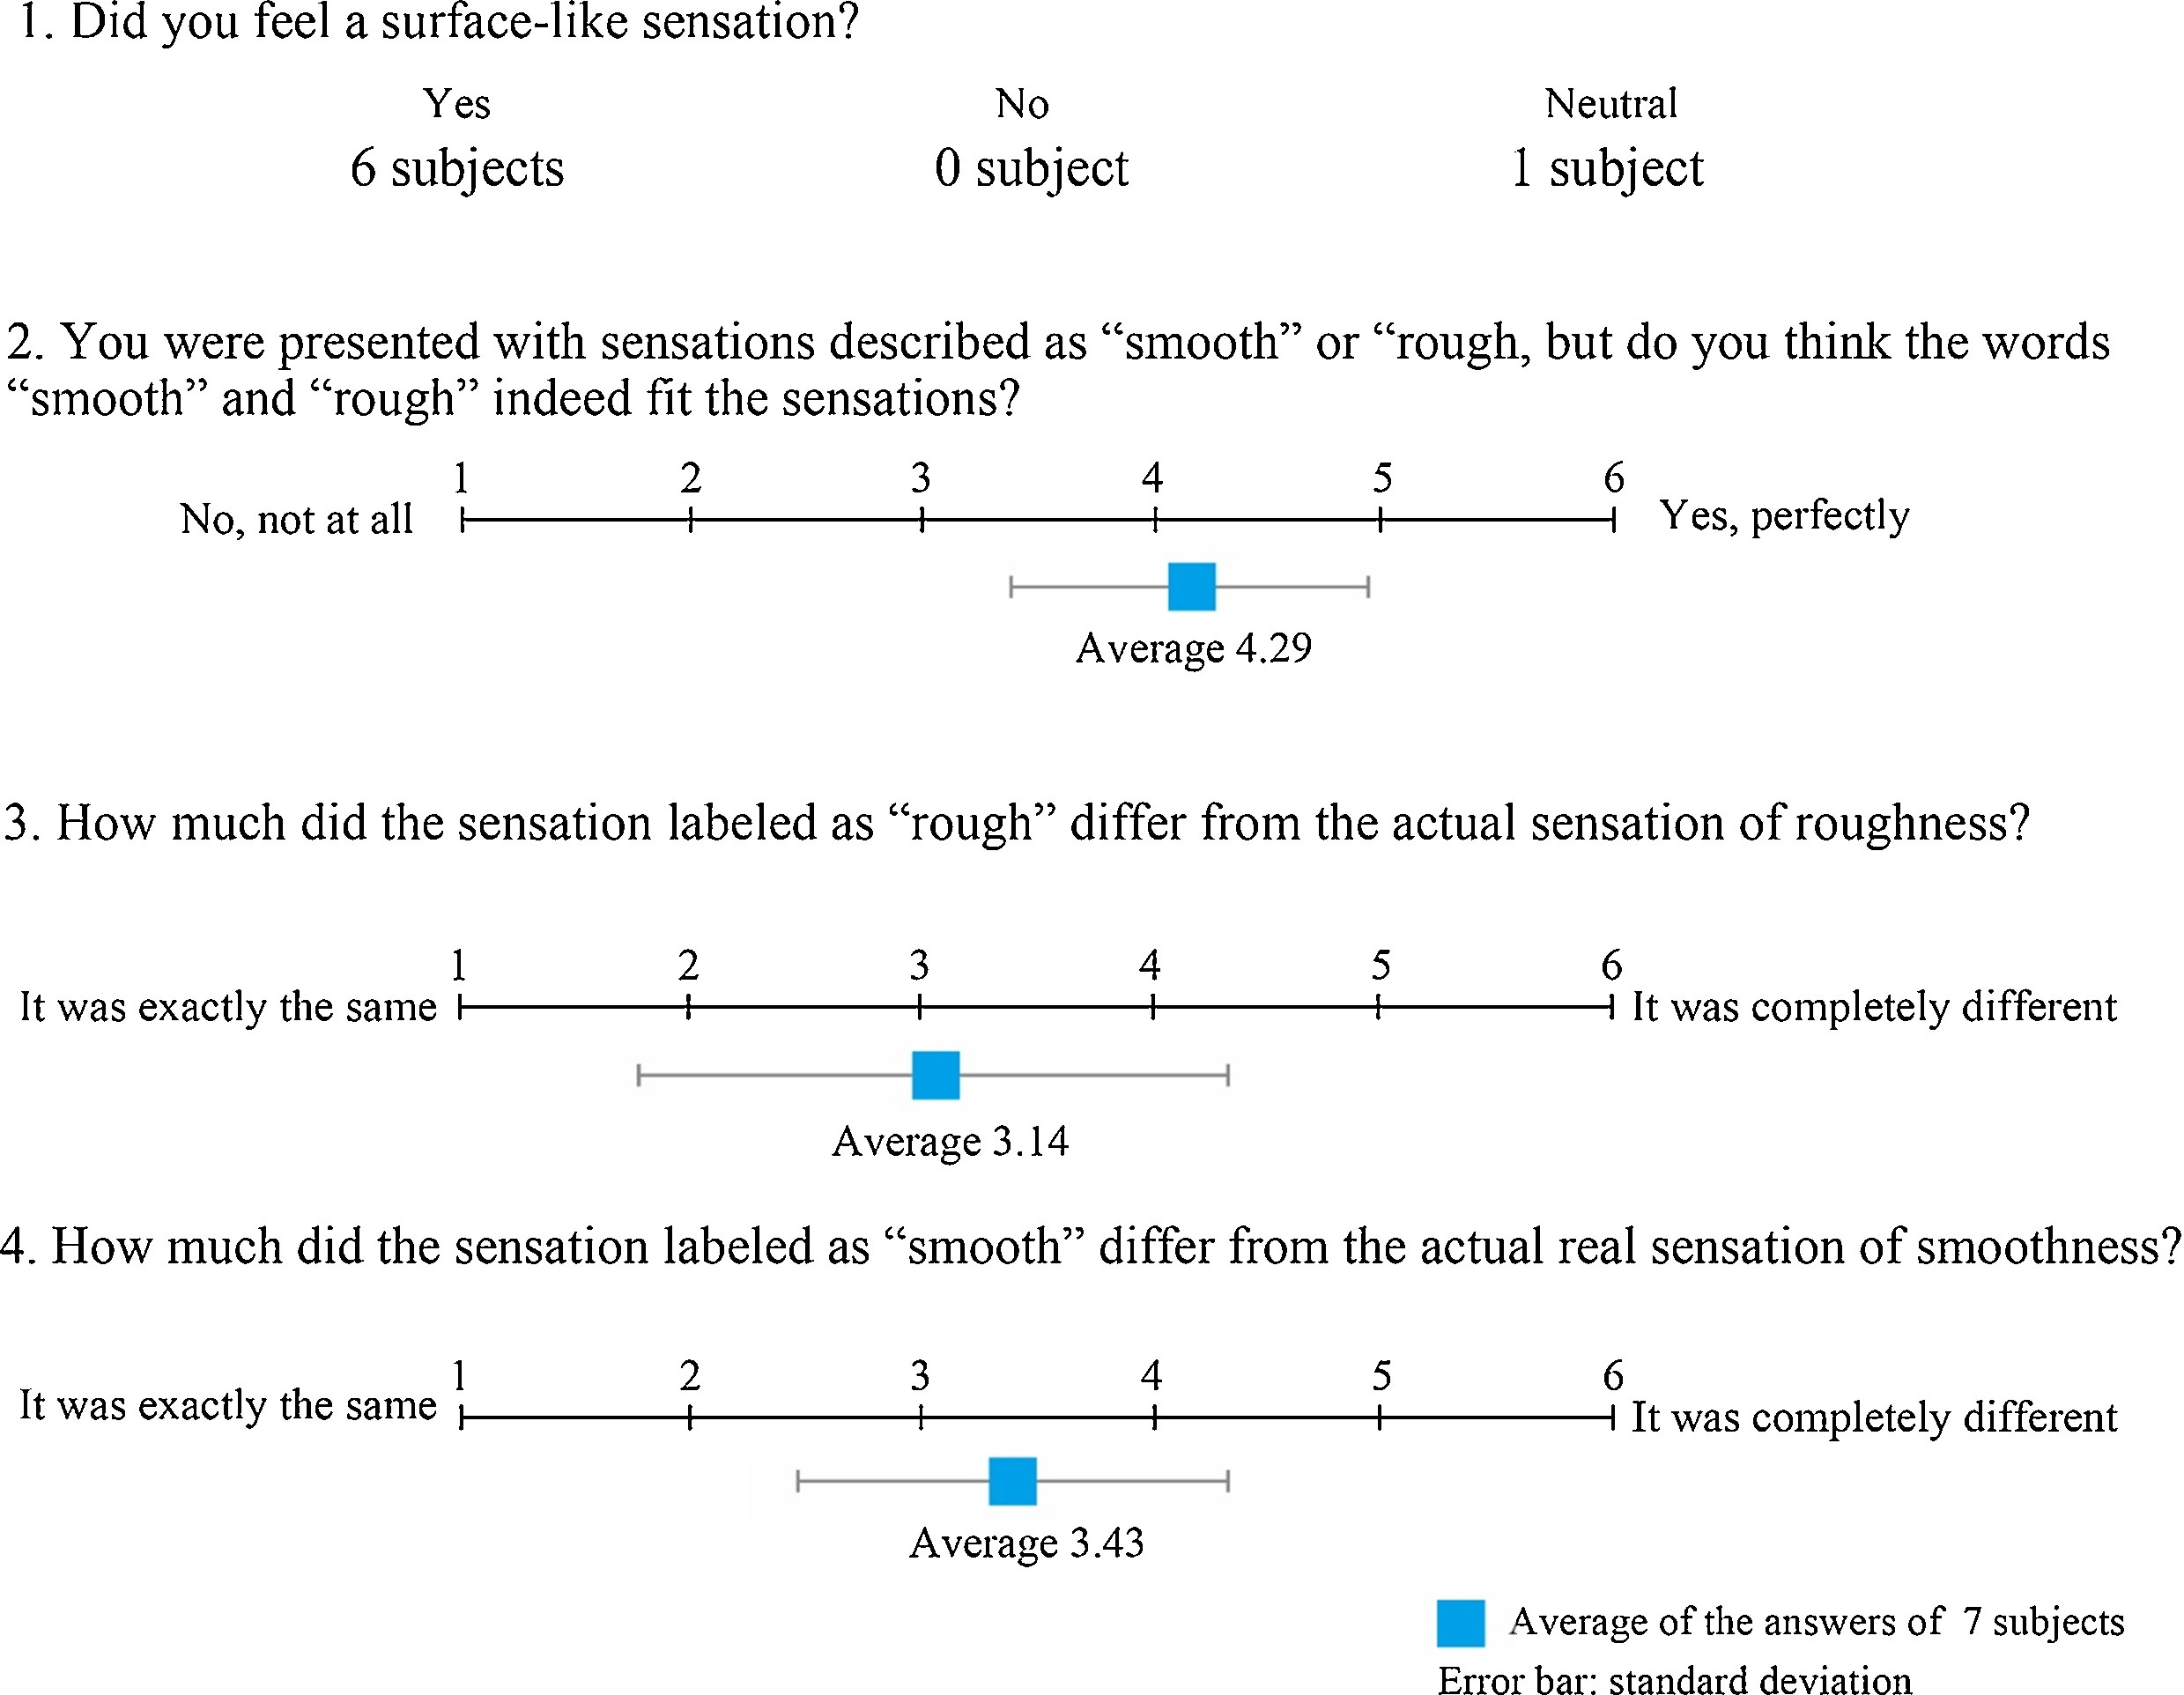 1. Did you feel a surface-like sensation?
Yes No Neutral
6 subjects 0 subject 1 subject
2. You were presented with sensations described as “smooth” or “rough, but do you think the words
“smooth” and “rough” indeed fit the sensations?
1 2 3 4 5 6
No, not at all Yes, perfectly
Average 4.29
3. How much did the sensation labeled as “rough” differ from the actual sensation of roughness?
1 2 3 4 5 6
It was exactly the same It was completely different
Average 3.14
4. How much did the sensation labeled as “smooth” differ from the actual real sensation of smoothness?
1 2 3 4 5 6
It was exactly the same It was completely different
Average 3.43
Average of the answers of 7 subjects
Error bar: standard deviation